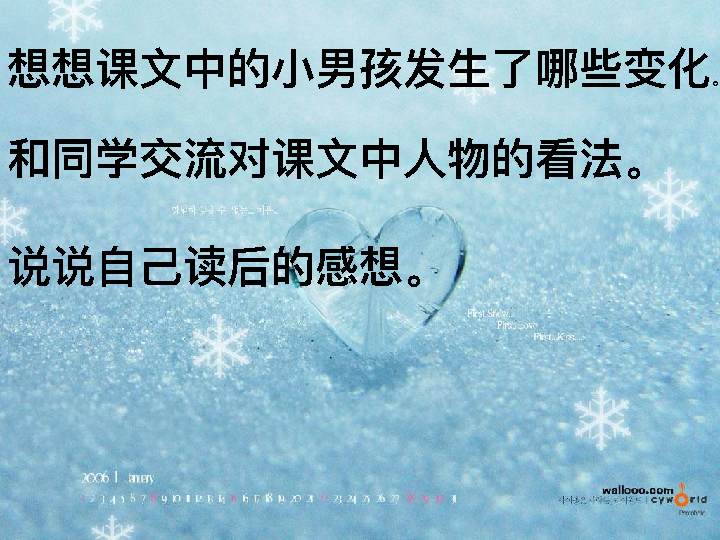 想想课文中的小男孩发生了哪些变化。
和同学交流对课文中人物的看法。
说说自己读后的感想。
First Snow...
First Love...
First...Kiss....
2006 1 January
1 2 3 4 5 6 7 8 9 10 11 12 13 14 15 16 17 18 19 20 21 22 23 24 25 26 27 28 29 30 31
wallcoo.com
cyworld